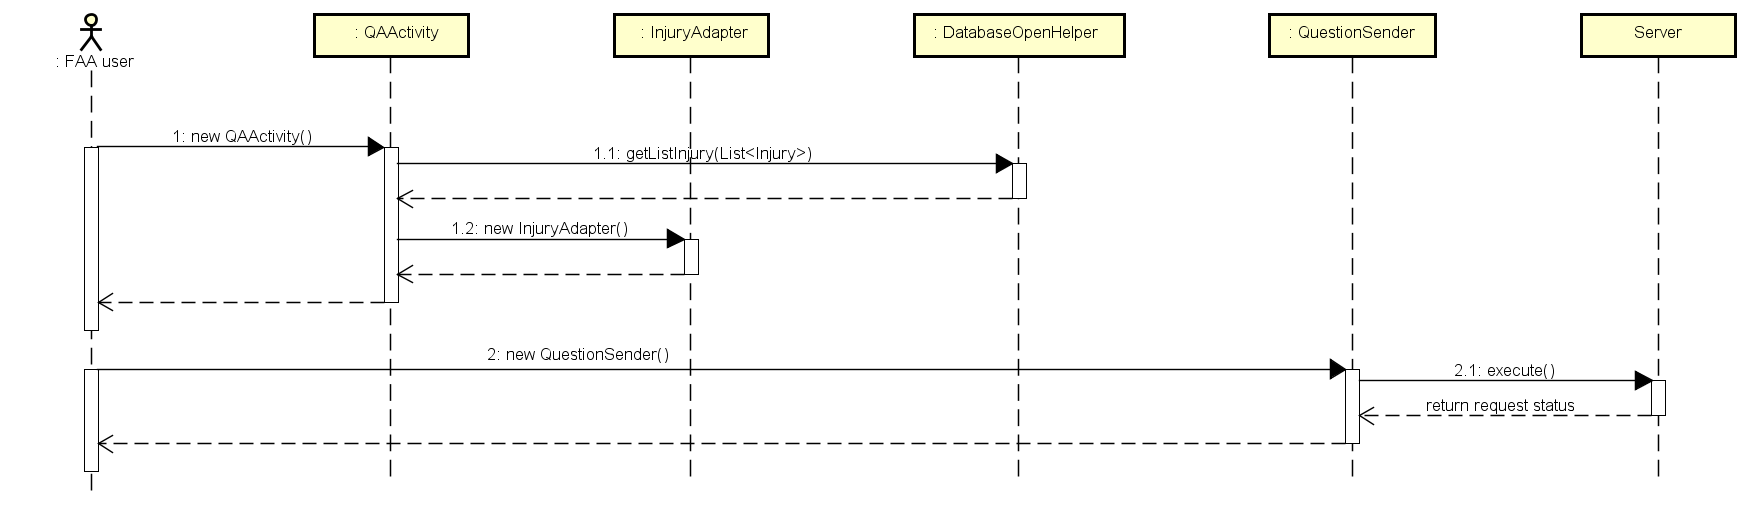 : FAA user
: QAActivity
: InjuryAdapter
: DatabaseOpenHelper
: QuestionSender
Server
1: new QAActivity()
1.1: getListInjury(List<Injury>)
1.2: new InjuryAdapter()
2: new QuestionSender()
2.1: execute()
return request status